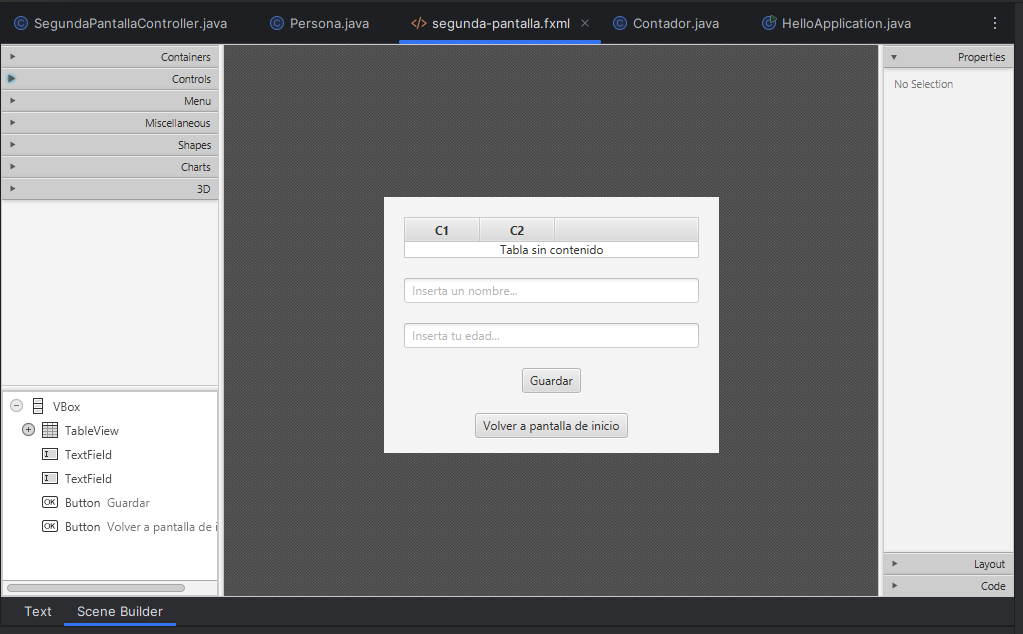 SegundaPantallaController.java Persona.java segunda-pantalla.fxml Contador.java HelloApplication.java
Containers
Controls
Menu
Miscellaneous
Shapes
Charts
3D
VBox
TableView
TextField
TextField
OK Button Guardar
OK Button Volver a pantalla de i
C1 C2
Tabla sin contenido
Inserta un nombre...
Inserta tu edad...
Guardar
Volver a pantalla de inicio
Properties
No Selection
Layout
Code
Text Scene Builder